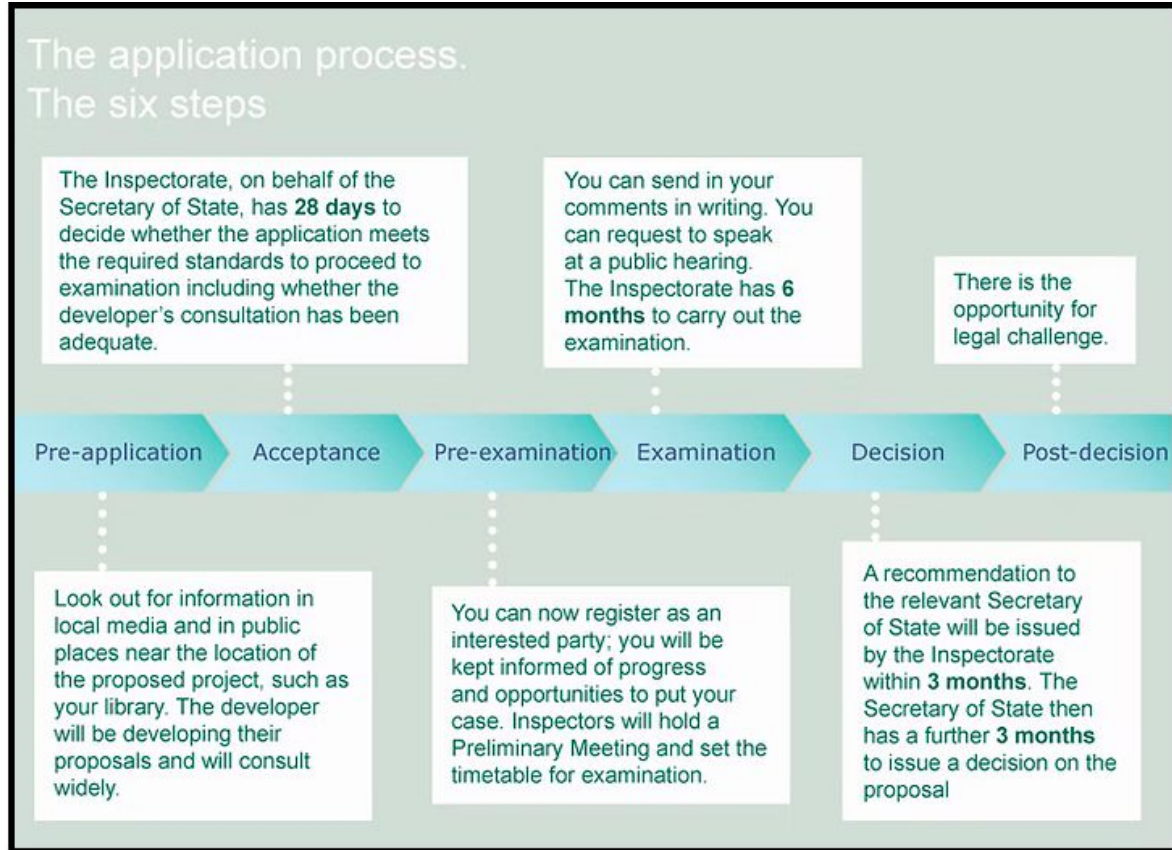 The application process.
The six steps
The Inspectorate, on behalf of the
Secretary of State, has 28 days to
decide whether the application meets
the required standards to proceed to
examination including whether the
developer's consultation has been
adequate.
You can send in your
comments in writing. You
can request to speak
at a public hearing.
The Inspectorate has 6
months to carry out the
examination.
There is the
opportunity for
legal challenge.
Pre-application
Acceptance
Pre-examination
Examination
Decision
Post-decision
Look out for information in
local media and in public
places near the location of
the proposed project, such as
your library. The developer
will be developing their
proposals and will consult
widely.
You can now register as an
interested party; you will be
kept informed of progress
and opportunities to put your
case. Inspectors will hold a
Preliminary Meeting and set the
timetable for examination.
A recommendation to
the relevant Secretary
of State will be issued
by the Inspectorate
within 3 months. The
Secretary of State then
has a further 3 months
to issue a decision on the
proposal